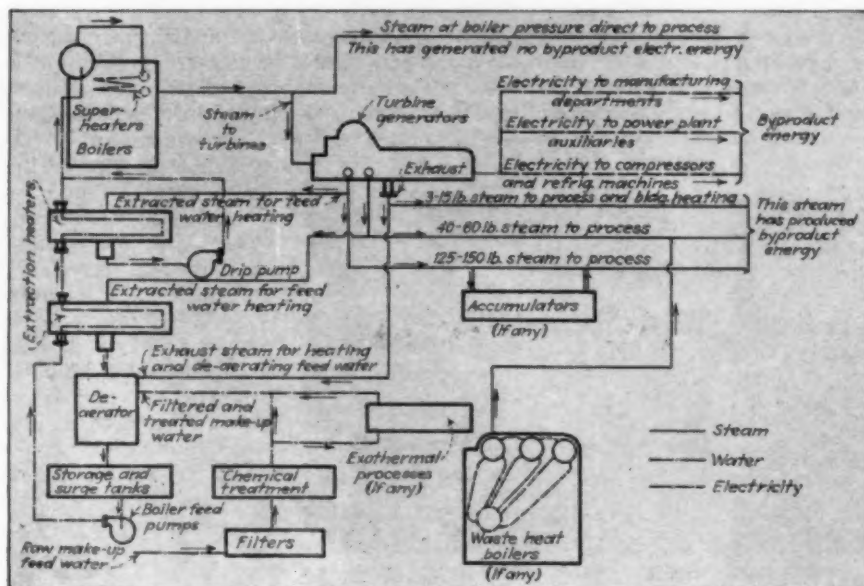 Steam at boiler pressure direct to process
This has generated no byproduct electr. energy
Super-
heaters
Boilers
Steam
to
turbines
Turbine
generators
Electricity to manufacturing
departments
Electricity to power plant
auxiliaries
Electricity to compressors
and refrig. machines
Byproduct
energy
Exhaust
Extracted steam for feed
water heating
3-15 lb. steam to process and bldg. heating
40-60 lb. steam to process
125-150 lb. steam to process
This steam
has produced
byproduct
energy
Extraction heaters
Drip pump
Extracted steam for feed
water heating
Accumulators
(If any)
Exhaust steam for heating
and de-aerating feed water
De-
aerator
Filtered and
treated make-up
water
Exothermal
processes
(If any)
Storage and
surge tanks
Chemical
treatment
Boiler feed
pumps
Raw make-up
feed water
Filters
Waste heat
boilers
(If any)
Steam
Water
Electricity